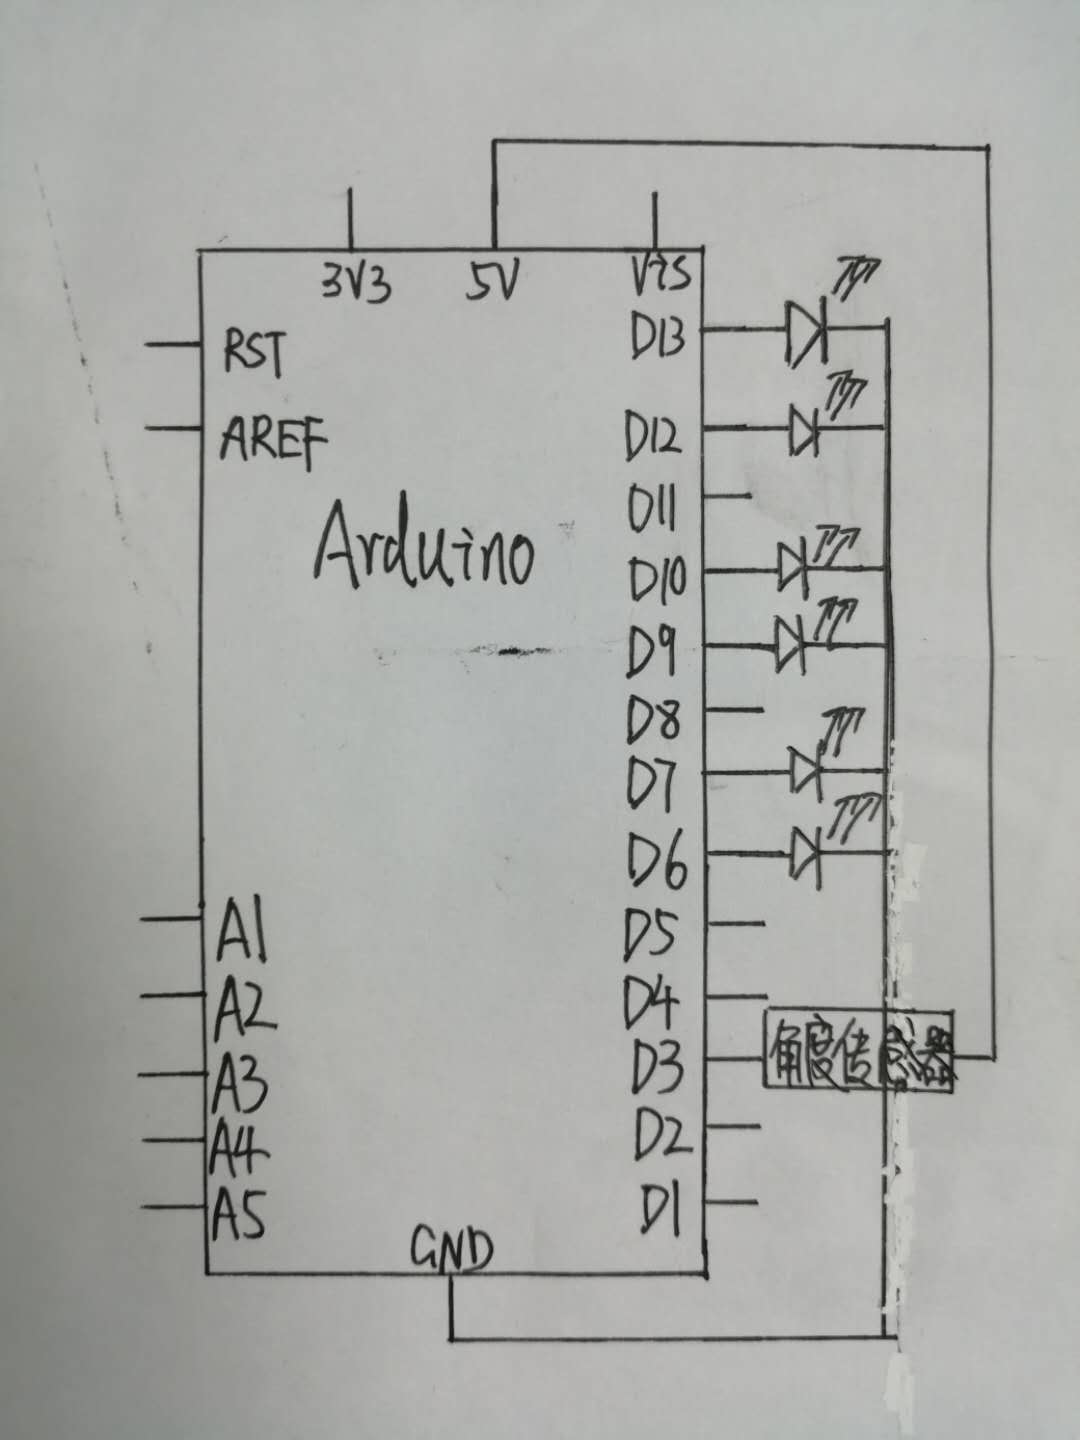 3V3 5V Vis
RST
AREF
Arduino
A1
A2
A3
A4
A5
D13
D12
D11
D10
D9
D8
D7
D6
D5
D4
D3 角度传感器
D2
D1
GND